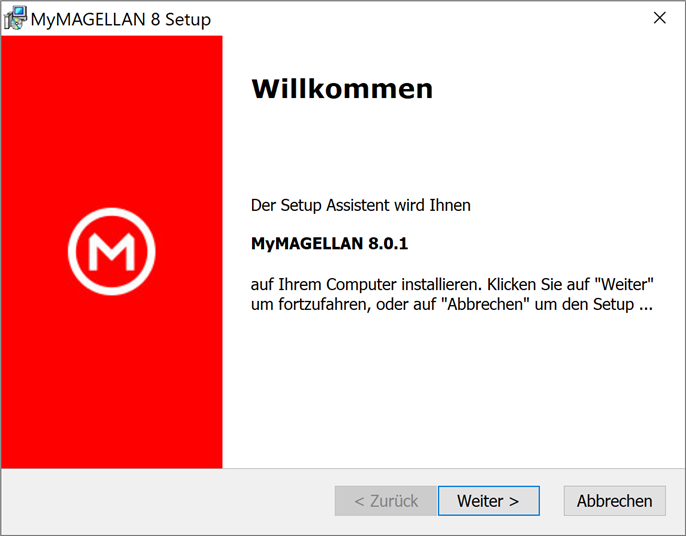 MyMAGELLAN 8 Setup
Willkommen
Der Setup Assistent wird Ihnen
MyMAGELLAN 8.0.1
auf Ihrem Computer installieren. Klicken Sie auf "Weiter"
um fortzufahren, oder auf "Abbrechen" um den Setup ...
< Zurück
Weiter >
Abbrechen